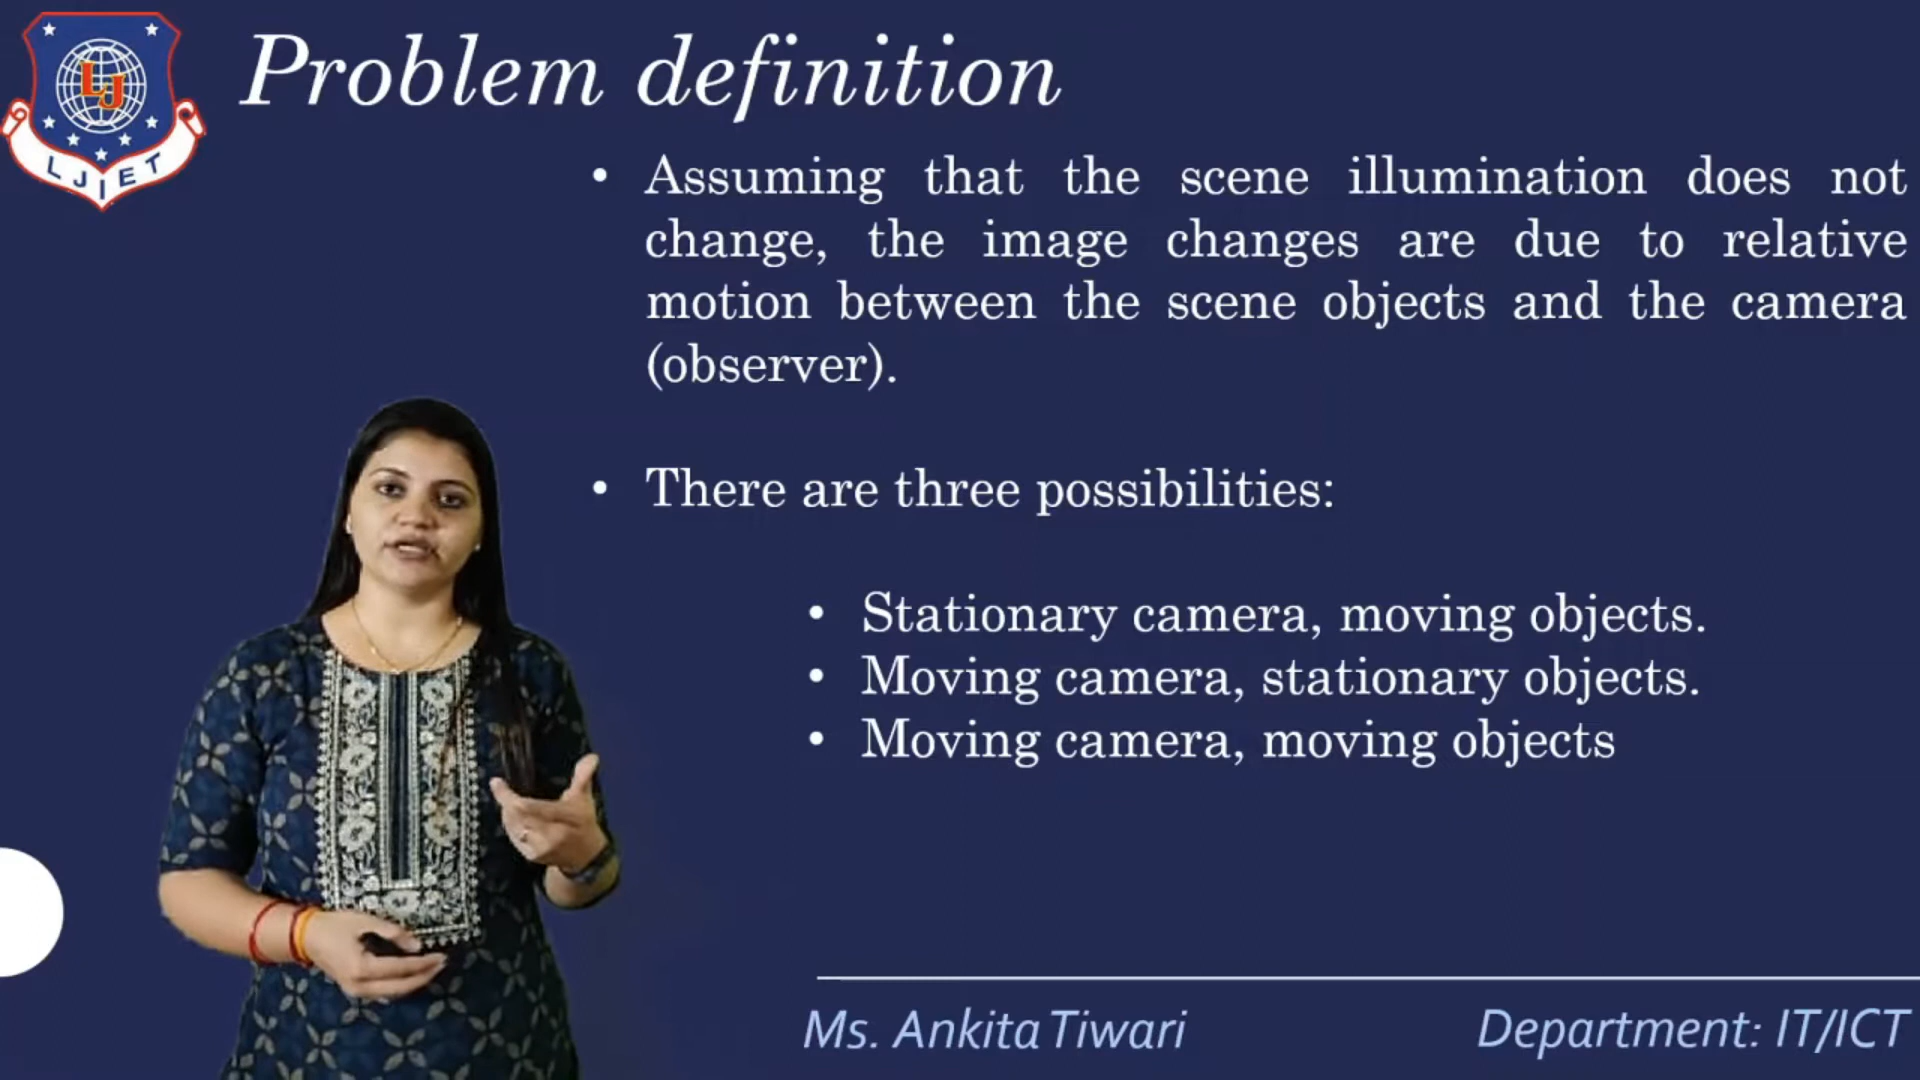 LJ
LJIET
Problem definition
• Assuming that the scene illumination does not
change, the image changes are due to relative
motion between the scene objects and the camera
(observer).
• There are three possibilities:
• Stationary camera, moving objects.
• Moving camera, stationary objects.
• Moving camera, moving objects
Ms. Ankita Tiwari
Department: IT/ICT